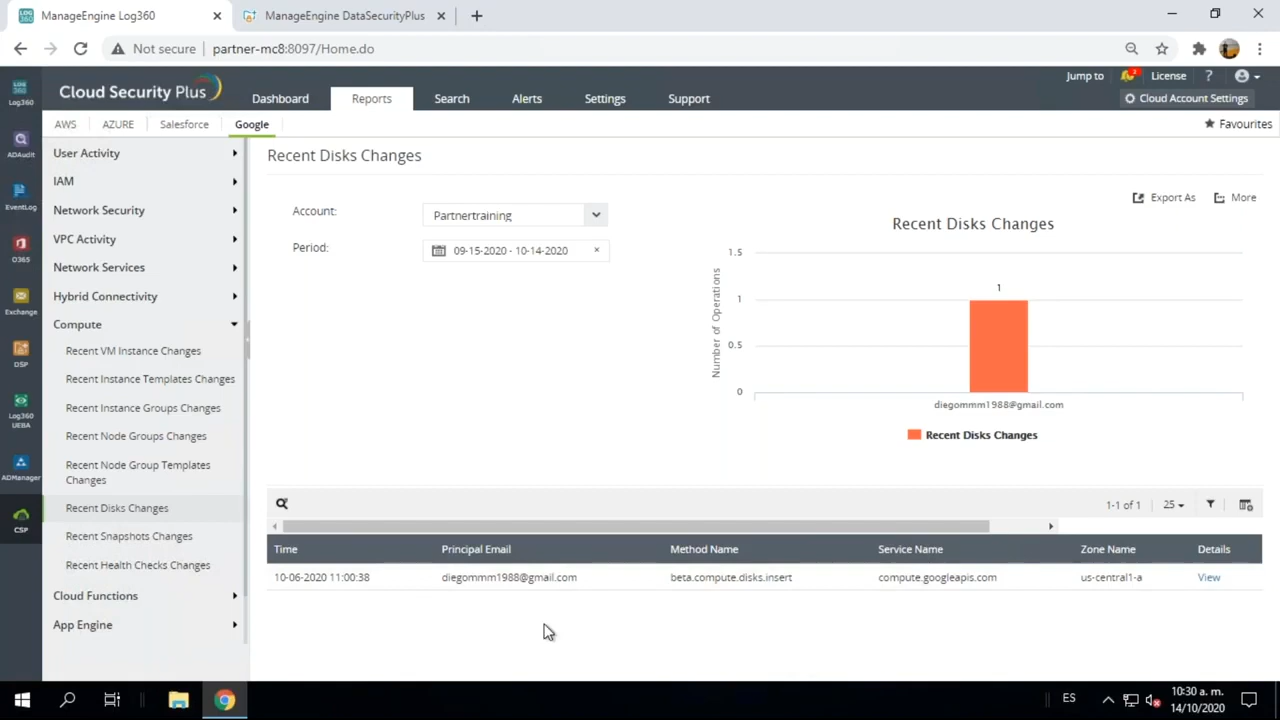 ManageEngine Log360
ManageEngine DataSecurityPlus
Not secure
partner-mc8:8097/Home.do
LOG 360
Log360
ADAudit
EventLog
O365
Exchange
DSP
Log360 UEBA
ADManager
CSP
Cloud Security Plus
Dashboard
Reports
Search
Alerts
Settings
Support
Jump to
2
License
?
Cloud Account Settings
AWS
AZURE
Salesforce
Google
Favourites
User Activity
IAM
Network Security
VPC Activity
Network Services
Hybrid Connectivity
Compute
Recent VM Instance Changes
Recent Instance Templates Changes
Recent Instance Groups Changes
Recent Node Groups Changes
Recent Node Group Templates
Changes
Recent Disks Changes
Recent Snapshots Changes
Recent Health Checks Changes
Cloud Functions
App Engine
Recent Disks Changes
Account:
Partnertraining
Period:
09-15-2020 - 10-14-2020
Export As
More
Recent Disks Changes
Number of Operations
1.5
1
0.5
0
1
diegommm1988@gmail.com
Recent Disks Changes
1-1 of 1
25
Time Principal Email Method Name Service Name Zone Name Details
10-06-2020 11:00:38 diegommm1988@gmail.com beta.compute.disks.insert compute.googleapis.com us-central1-a View
ES
10:30 a. m.
14/10/2020